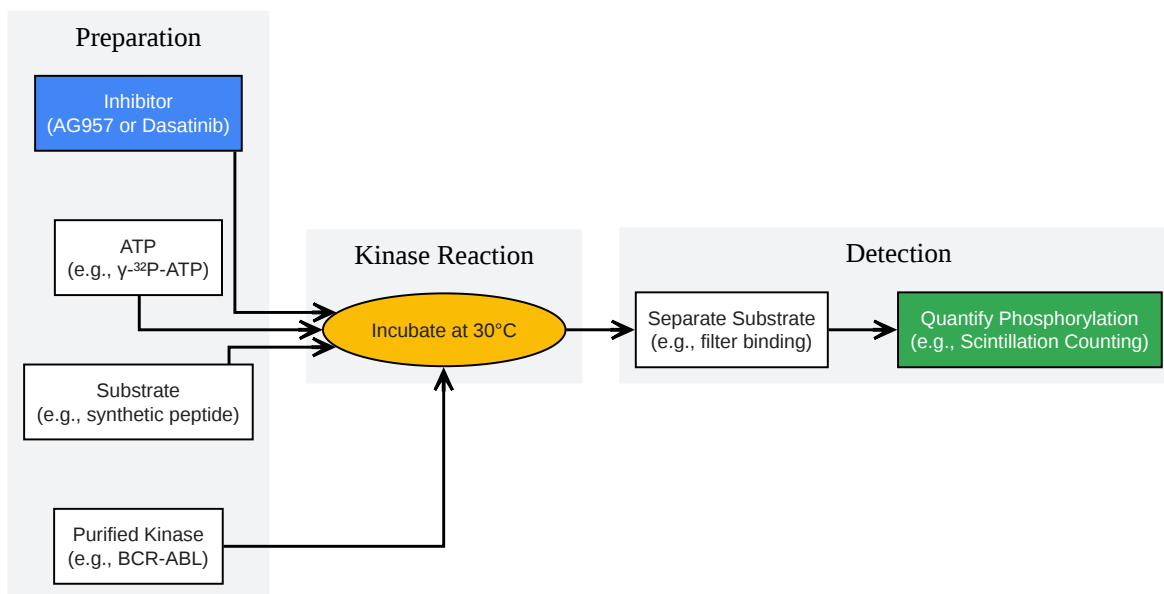 Preparation
Inhibitor
(AG957 or Dasatinib)
ATP
(e.g., γ-³²P-ATP)
Substrate
(e.g., synthetic peptide)
Purified Kinase
(e.g., BCR-ABL)
Kinase Reaction
Incubate at 30°C
Detection
Separate Substrate
(e.g., filter binding)
Quantify Phosphorylation
(e.g., Scintillation Counting)